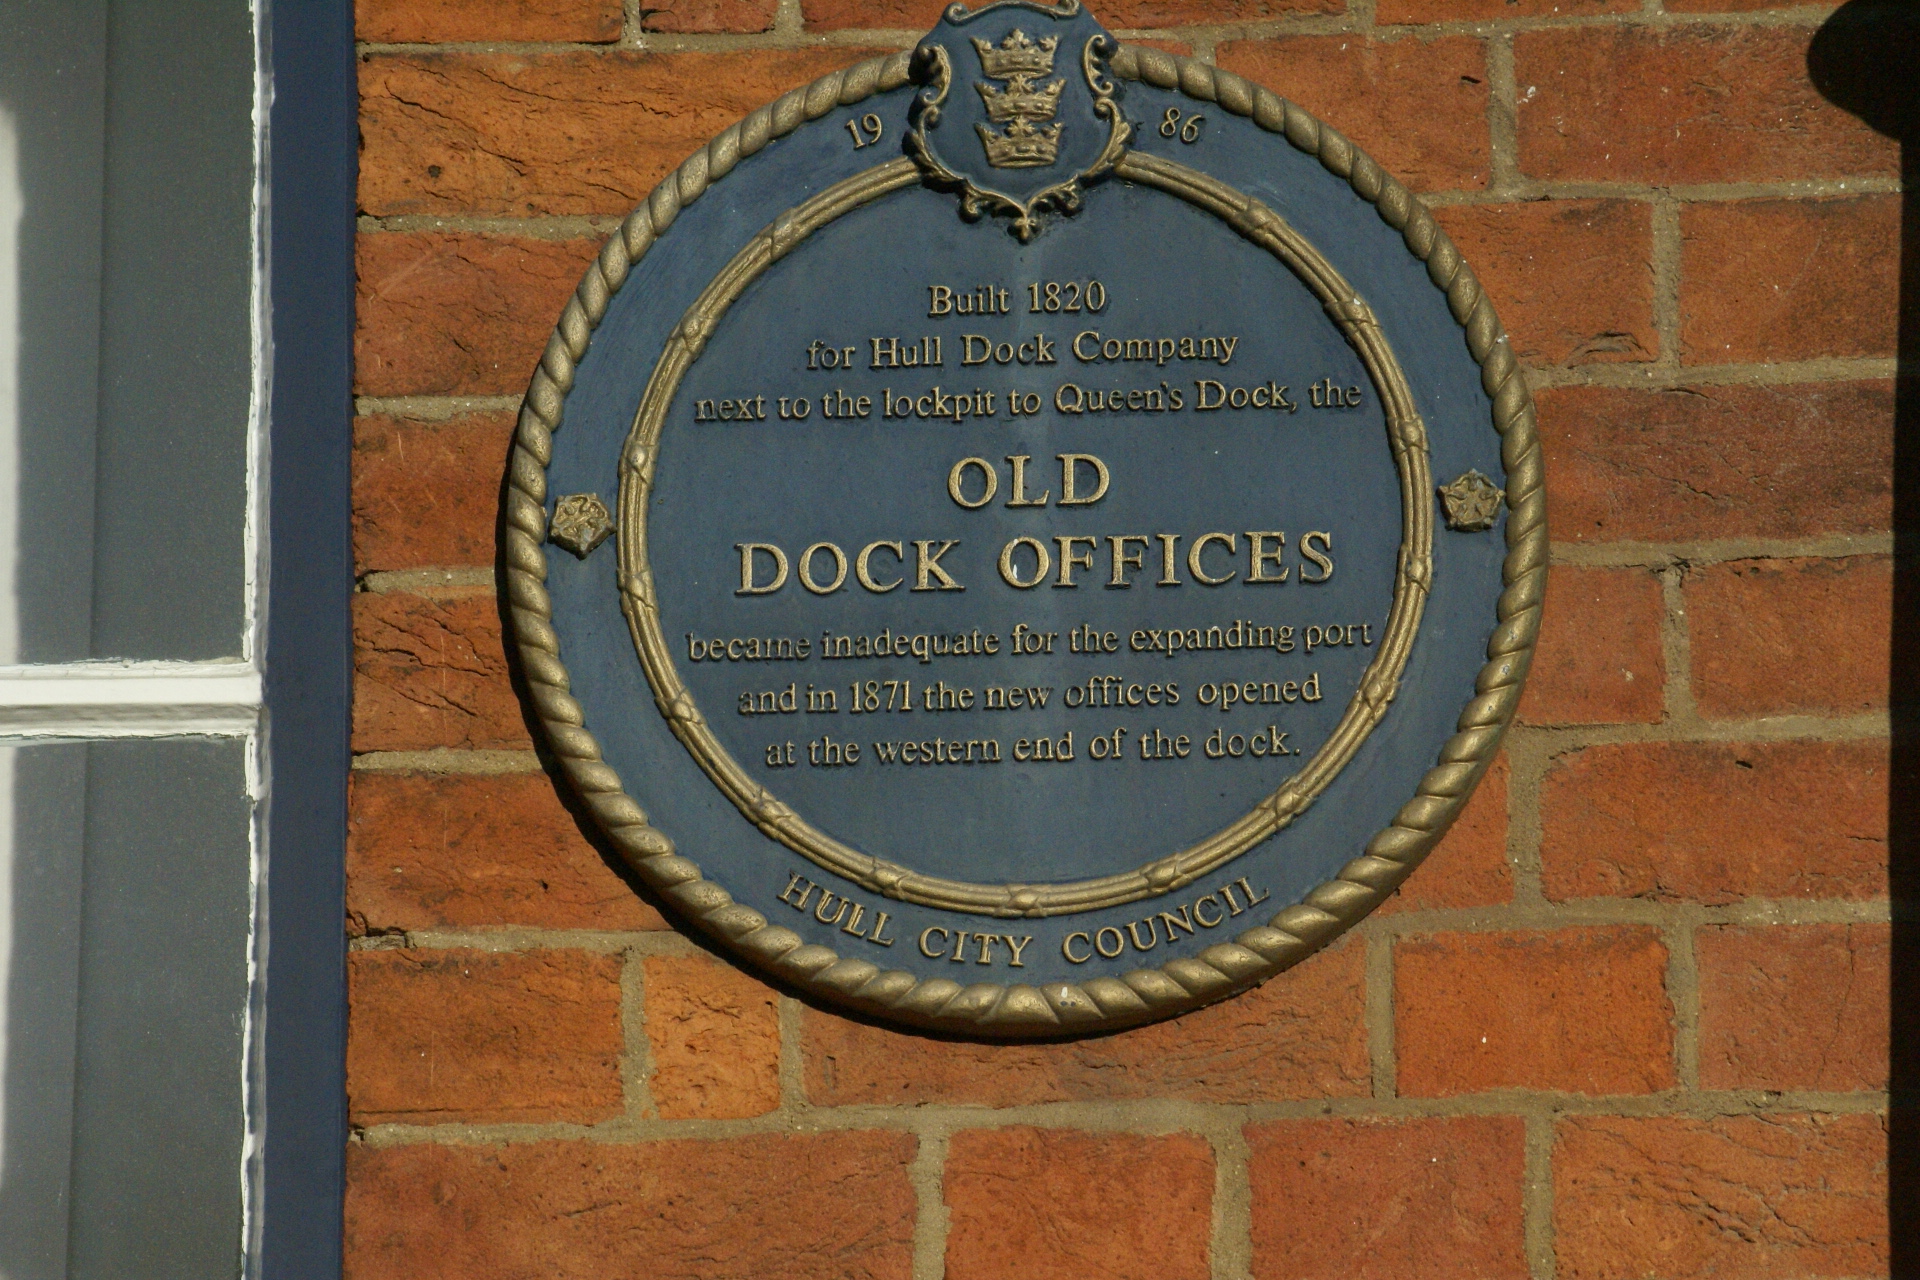 19 86
Built 1820
for Hull Dock Company
next to the lockpit to Queen's Dock, the
OLD
DOCK OFFICES
became inadequate for the expanding port
and in 1871 the new offices opened
at the western end of the dock.
HULL CITY COUNCIL